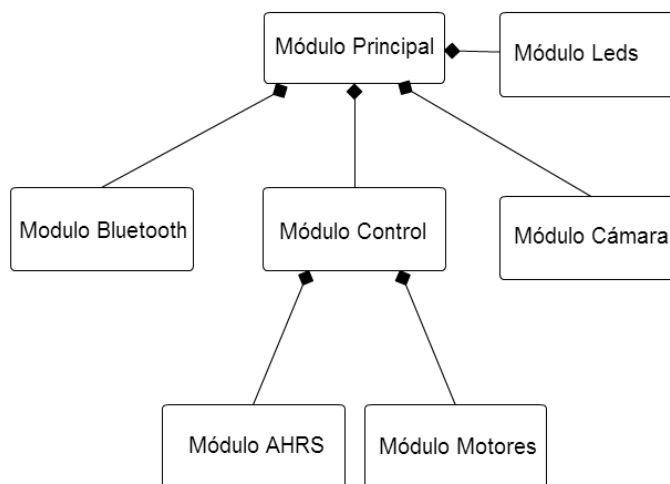 Módulo Principal
Módulo Leds
Modulo Bluetooth
Módulo Control
Módulo Cámara
Módulo AHRS
Módulo Motores